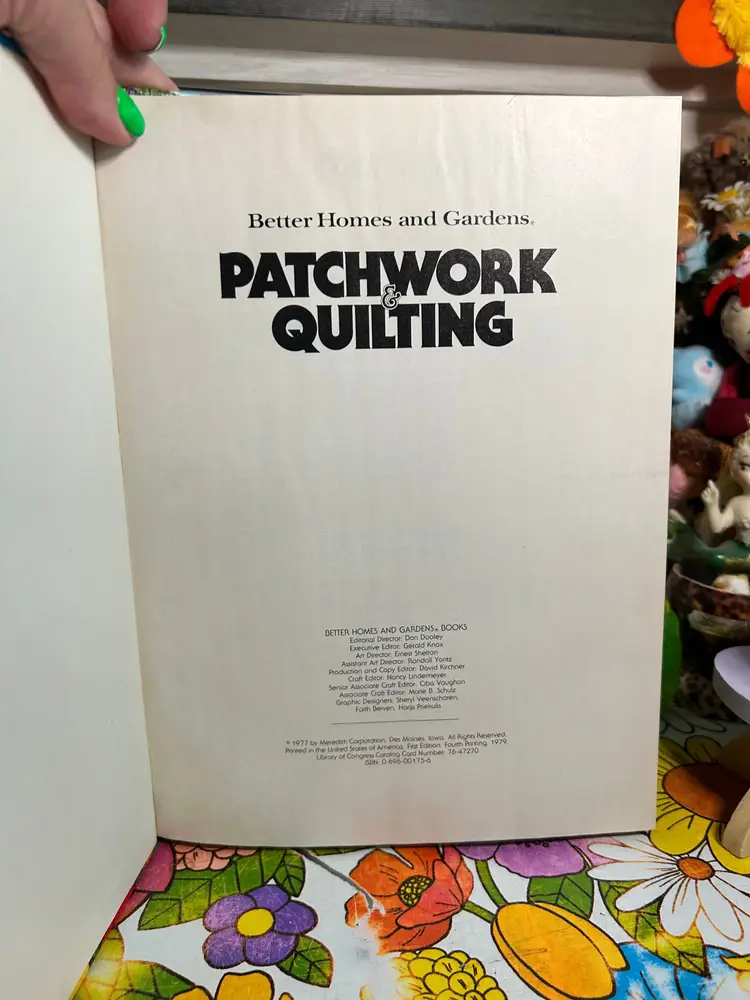 Better Homes and Gardens®
PATCHWORK
&
QUILTING
BETTER HOMES AND GARDENS® BOOKS
Editorial Director: Don Dooley
Executive Editor: Gerald Knox
Art Director: Ernest Shelton
Assistant Art Director: Randall Yontz
Production and Copy Editor: David Kirchner
Craft Editor: Nancy Lindemeyer
Senior Associate Craft Editor: Ciba Vaughan
Associate Craft Editor: Marie B. Schulz
Graphic Designers: Sheryl Veenschoten,
Faith Berven, Harijs Priekulis
© 1977 by Meredith Corporation, Des Moines, Iowa. All Rights Reserved.
Printed in the United States of America. First Edition. Fourth Printing, 1979.
Library of Congress Catalog Card Number: 76-47270
ISBN: 0-696-00175-6